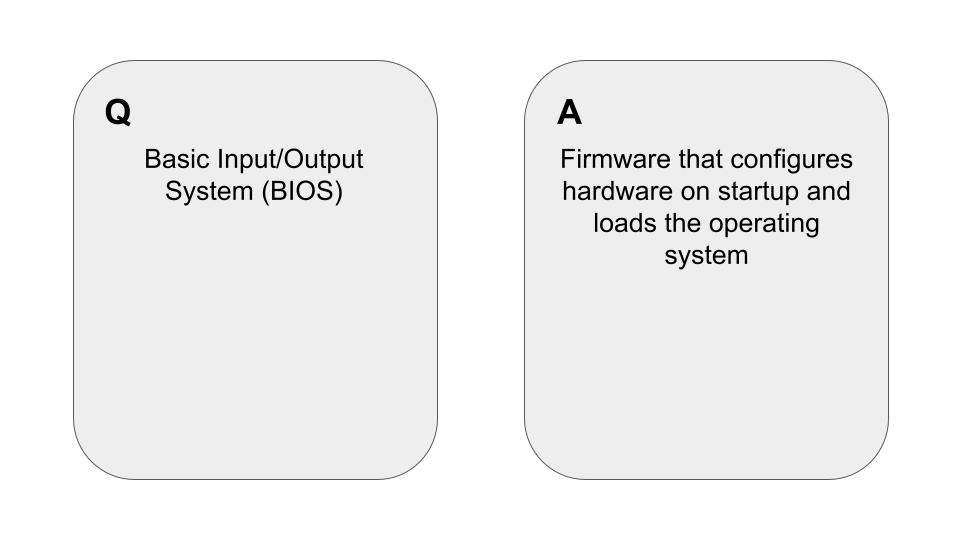 Q
Basic Input/Output
System (BIOS)
A
Firmware that configures
hardware on startup and
loads the operating
system